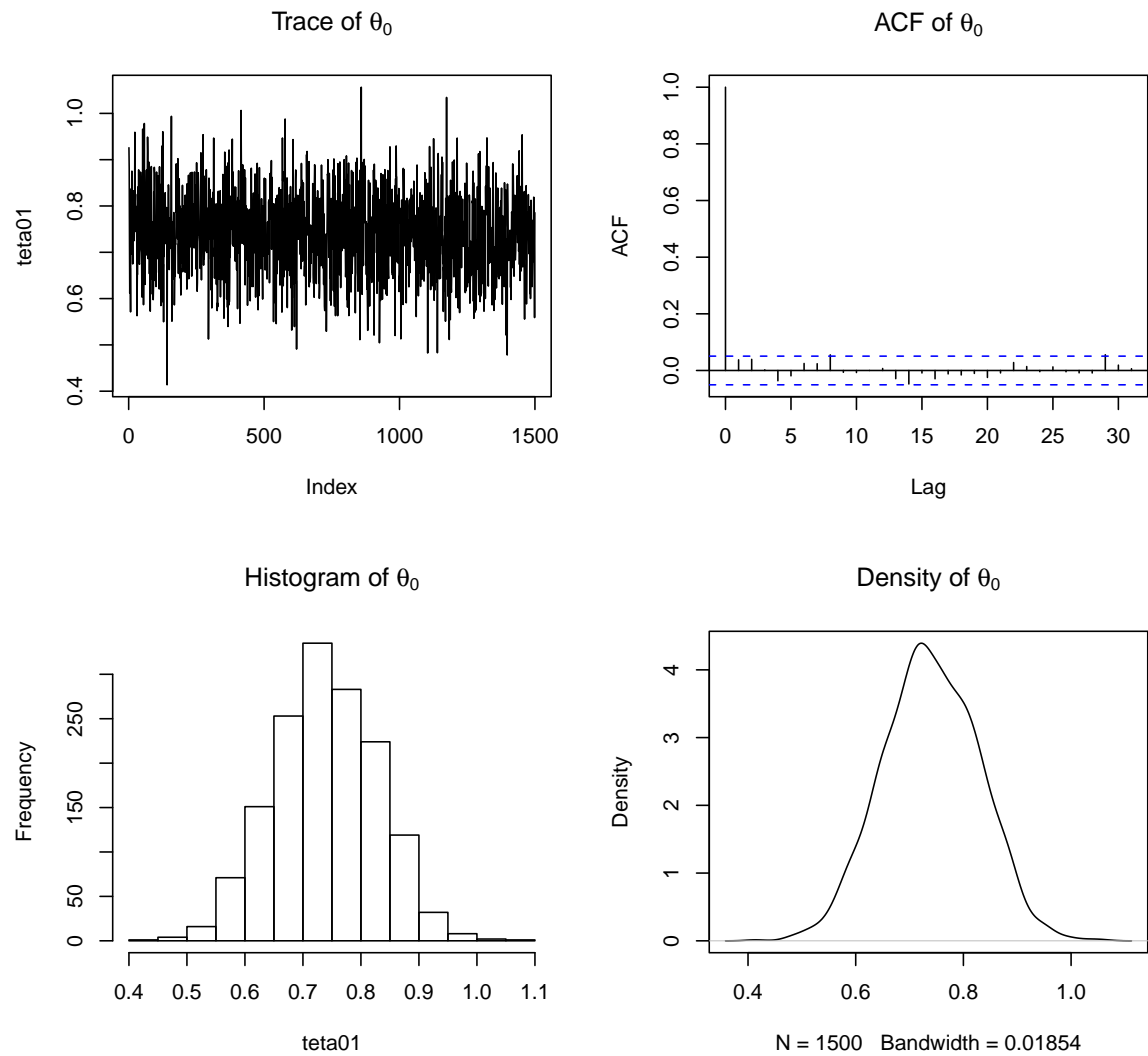 Trace of θ0
teta01
0.4 0.6 0.8 1.0
0 500 1000 1500
Index
ACF of θ0
ACF
0.0 0.2 0.4 0.6 0.8 1.0
0 5 10 15 20 25 30
Lag
Histogram of θ0
Frequency
0 50 150 250
0.4 0.5 0.6 0.7 0.8 0.9 1.0 1.1
teta01
Density of θ0
Density
0 1 2 3 4
0.4 0.6 0.8 1.0
N = 1500 Bandwidth = 0.01854